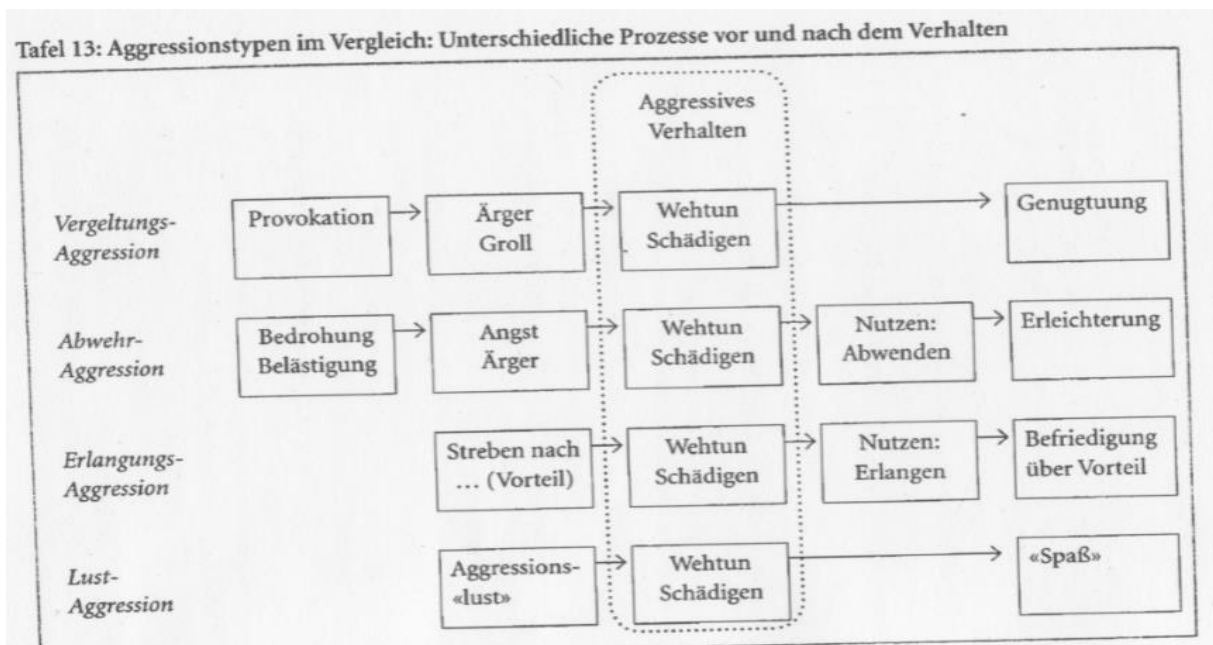 Tafel 13: Aggressionstypen im Vergleich: Unterschiedliche Prozesse vor und nach dem Verhalten
Aggressives
Verhalten
Vergeltungs-
Aggression
Provokation
Ärger
Groll
Wehtun
Schädigen
Genugtuung
Abwehr-
Aggression
Bedrohung
Belästigung
Angst
Ärger
Wehtun
Schädigen
Nutzen:
Abwenden
Erleichterung
Erlangungs-
Aggression
Streben nach
... (Vorteil)
Wehtun
Schädigen
Nutzen:
Erlangen
Befriedigung
über Vorteil
Lust-
Aggression
Aggressions-
«lust»
Wehtun
Schädigen
«Spaß»